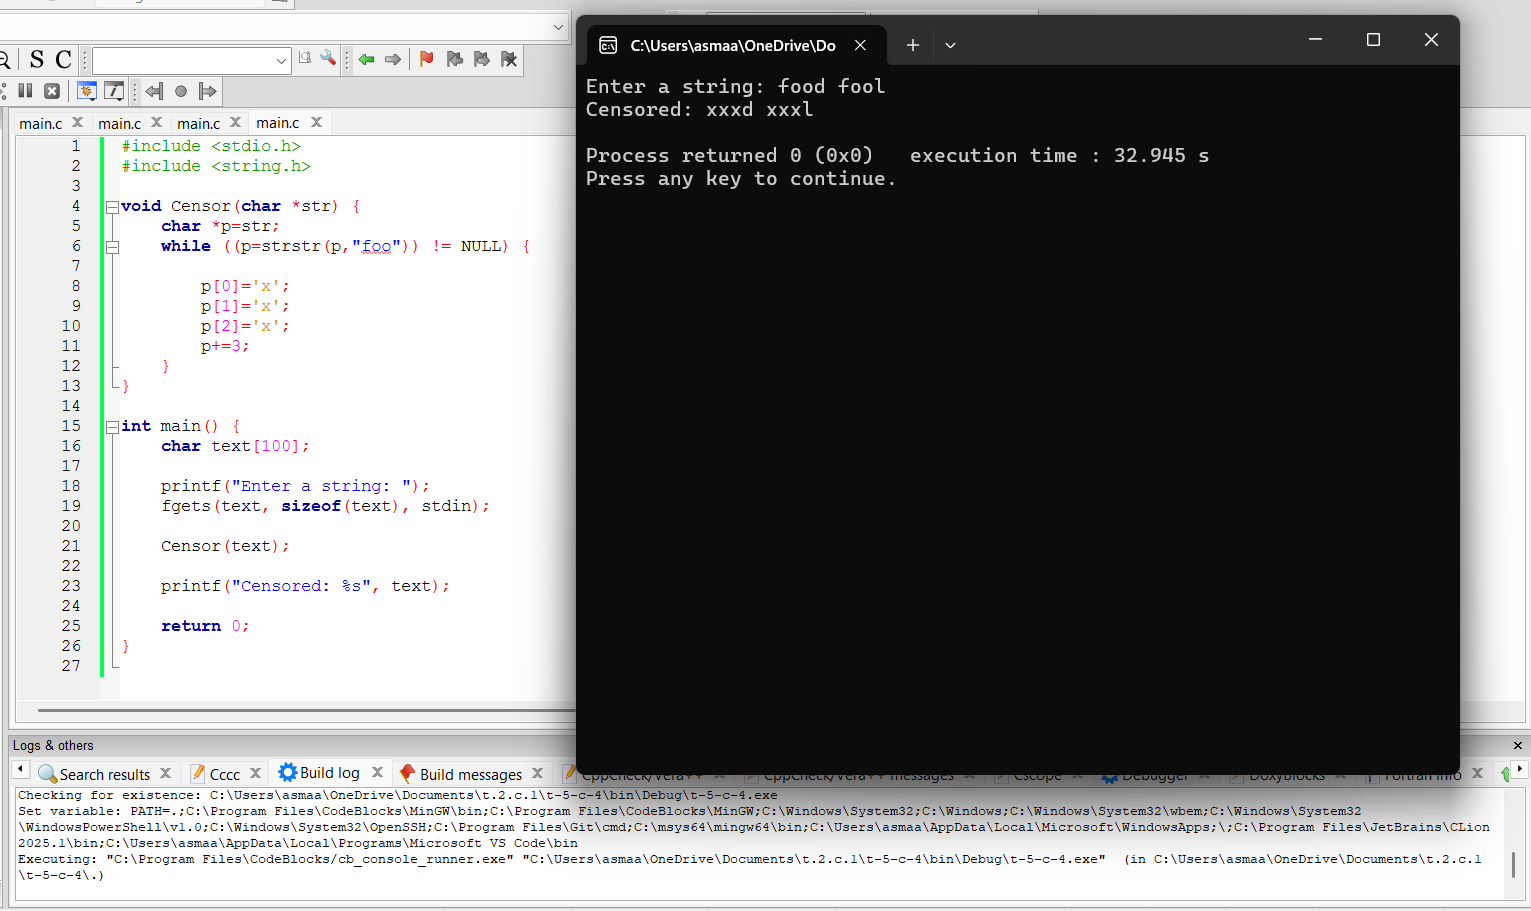 S C
C:\Users\asmaa\OneDrive\Do
Enter a string: food fool
Censored: xxxd xxxl
Process returned 0 (0x0)   execution time : 32.945 s
Press any key to continue.
main.c main.c main.c main.c
1 #include <stdio.h>
2 #include <string.h>
3
4 void Censor(char *str) {
5     char *p=str;
6     while ((p=strstr(p,"foo")) != NULL) {
7
8         p[0]='x';
9         p[1]='x';
10         p[2]='x';
11         p+=3;
12     }
13 }
14
15 int main() {
16     char text[100];
17
18     printf("Enter a string: ");
19     fgets(text, sizeof(text), stdin);
20
21     Censor(text);
22
23     printf("Censored: %s", text);
24
25     return 0;
26 }
27
Logs & others
Search results Cccc Build log Build messages CppCheck/Vera++ CppCheck/Vera++ messages Cscope Debugger DoxyBlocks Fortran info
Checking for existence: C:\Users\asmaa\OneDrive\Documents\t.2.c.1\t-5-c-4\bin\Debug\t-5-c-4.exe
Set variable: PATH=.;C:\Program Files\CodeBlocks\MinGW\bin;C:\Program Files\CodeBlocks\MinGW;C:\Windows\System32;C:\Windows;C:\Windows\System32\wbem;C:\Windows\System32
\WindowsPowerShell\v1.0;C:\Windows\System32\OpenSSH;C:\Program Files\Git\cmd;C:\msys64\mingw64\bin;C:\Users\asmaa\AppData\Local\Microsoft\WindowsApps;\;C:\Program Files\JetBrains\CLion
2025.1\bin;C:\Users\asmaa\AppData\Local\Programs\Microsoft VS Code\bin
Executing: "C:\Program Files\CodeBlocks/cb_console_runner.exe" "C:\Users\asmaa\OneDrive\Documents\t.2.c.1\t-5-c-4\bin\Debug\t-5-c-4.exe"  (in C:\Users\asmaa\OneDrive\Documents\t.2.c.1
\t-5-c-4\.)